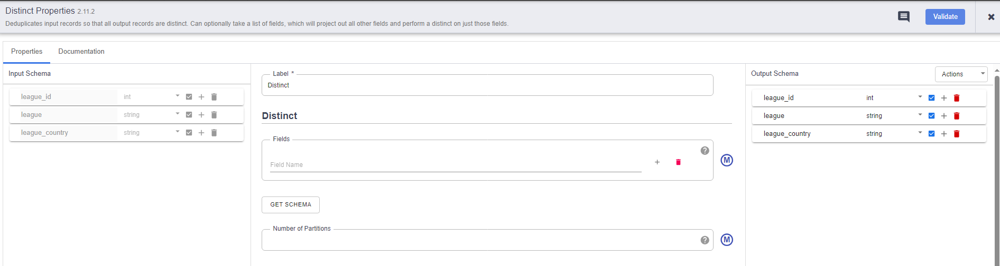 Distinct Properties 2.11.2
Deduplicates input records so that all output records are distinct. Can optionally take a list of fields, which will project out all other fields and perform a distinct on just those fields.
Validate
Properties Documentation
Input Schema
league_id int
league string
league_country string
Label *
Distinct
Distinct
Fields
Field Name
M
GET SCHEMA
Number of Partitions
M
Output Schema Actions
league_id int
league string
league_country string